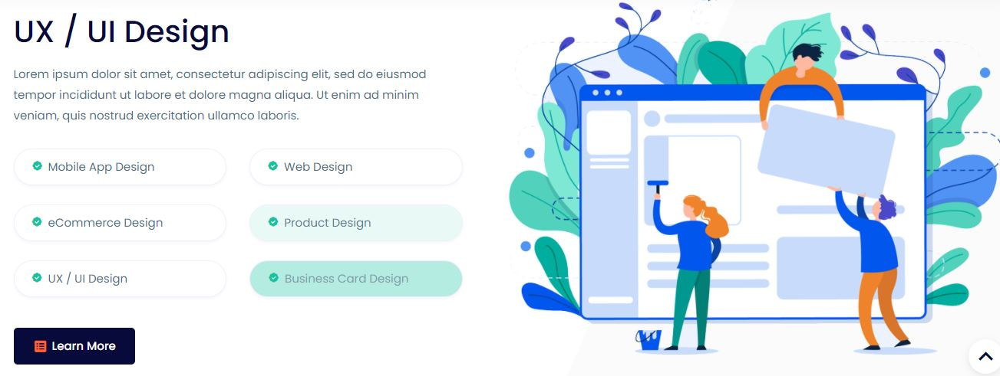 UX / UI Design
Lorem ipsum dolor sit amet, consectetur adipiscing elit, sed do eiusmod
tempor incididunt ut labore et dolore magna aliqua. Ut enim ad minim
veniam, quis nostrud exercitation ullamco laboris.
Mobile App Design
Web Design
eCommerce Design
Product Design
UX / UI Design
Business Card Design
Learn More